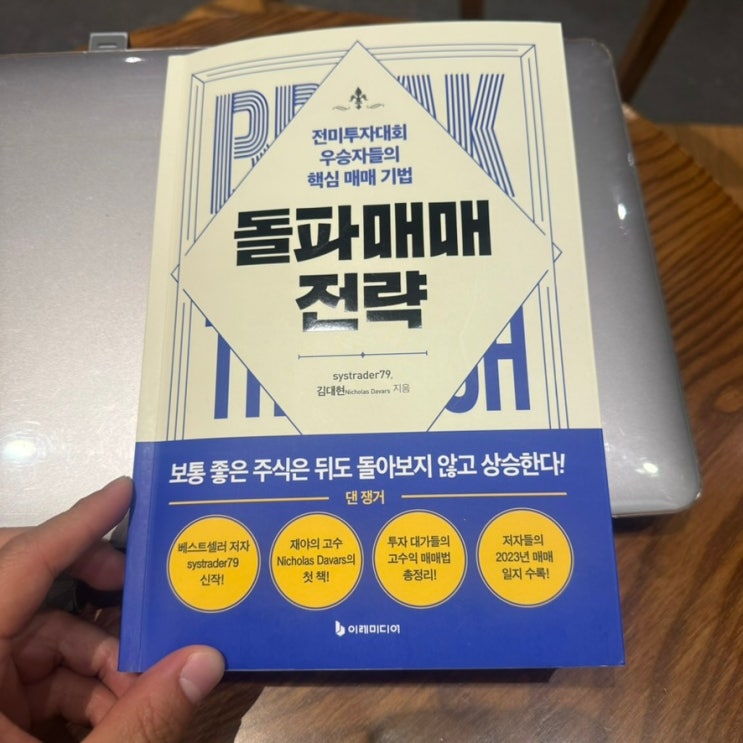 전미투자대회
우승자들의
핵심 매매 기법
돌파매매
전략
systrader79,
김대현Nicholas Davars 지음
보통 좋은 주식은 뒤도 돌아보지 않고 상승한다!
댄 쟁거
베스트셀러 저자
systrader79
신작!
재야의 고수
Nicholas Davars의
첫 책!
투자 대가들의
고수익 매매법
총정리!
저자들의
2023년 매매
일지 수록!
이레미디어